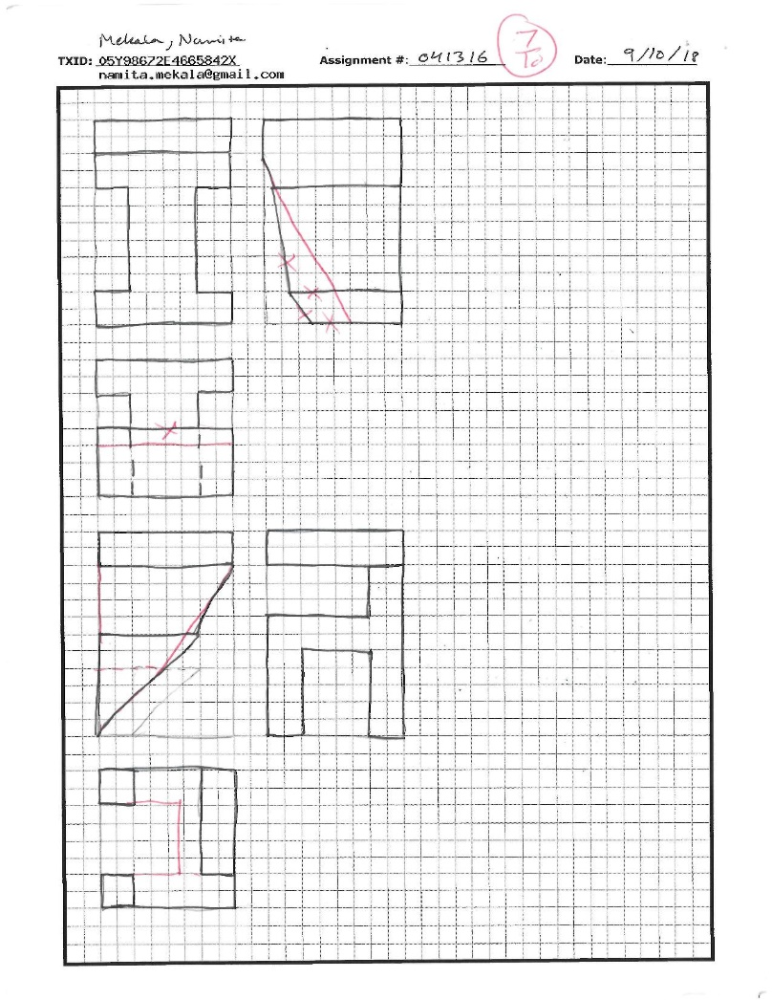 Mekala, Namita
TXID: 05Y98672E4665842X Assignment #: 041316 7/10 Date: 9/10/18
namita.mekala@gmail.com